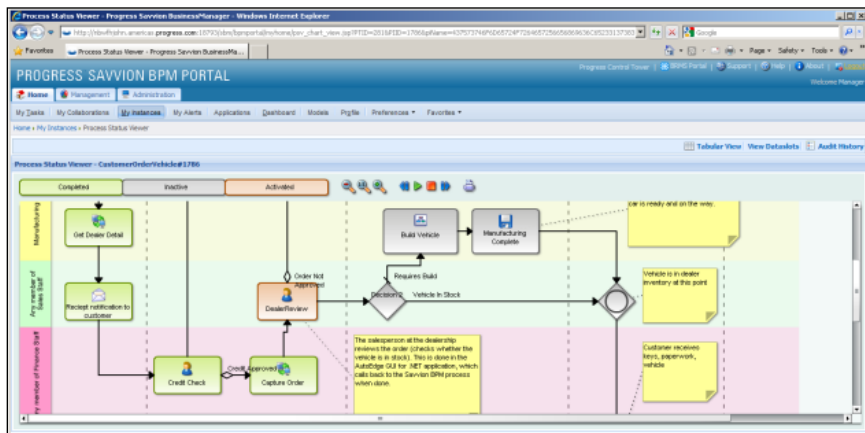 Process Status Viewer - Progress Savvion BusinessManager - Windows Internet Explorer
Google
Favorites Process Status Viewer - Progress Savvion BusinessMa...
Page Safety Tools
PROGRESS SAVVION BPM PORTAL
Progress Control Tower | BRMS Portal | Support | Help | About |
Welcome Manager
Home Management Administration
My Tasks My Collaborations My Instances My Alerts Applications Dashboard Models Profile Preferences Favorites
Home › My Instances › Process Status Viewer
Tabular View View Dataslots Audit History
Process Status Viewer - CustomerOrderVehicle#1786
Completed Inactive Activated
Manufacturing
Get Dealer Detail
Build Vehicle
Manufacturing
Complete
car is ready and on the way.
Any member of
Sales Staff
Reciept notification to
customer
Order Not
Approved
DealerReview
Requires Build
Decision 2
Vehicle In Stock
Vehicle is in dealer
inventory at this point
Any member of Finance Staff
Credit Check
Credit Approved
Capture Order
The salesperson at the dealership
reviews the order (checks whether the
vehicle is in stock). This is done in the
AutoEdge GUI for .NET application, which
calls back to the Savvion BPM process
when done.
Customer receives
keys, paperwork,
vehicle